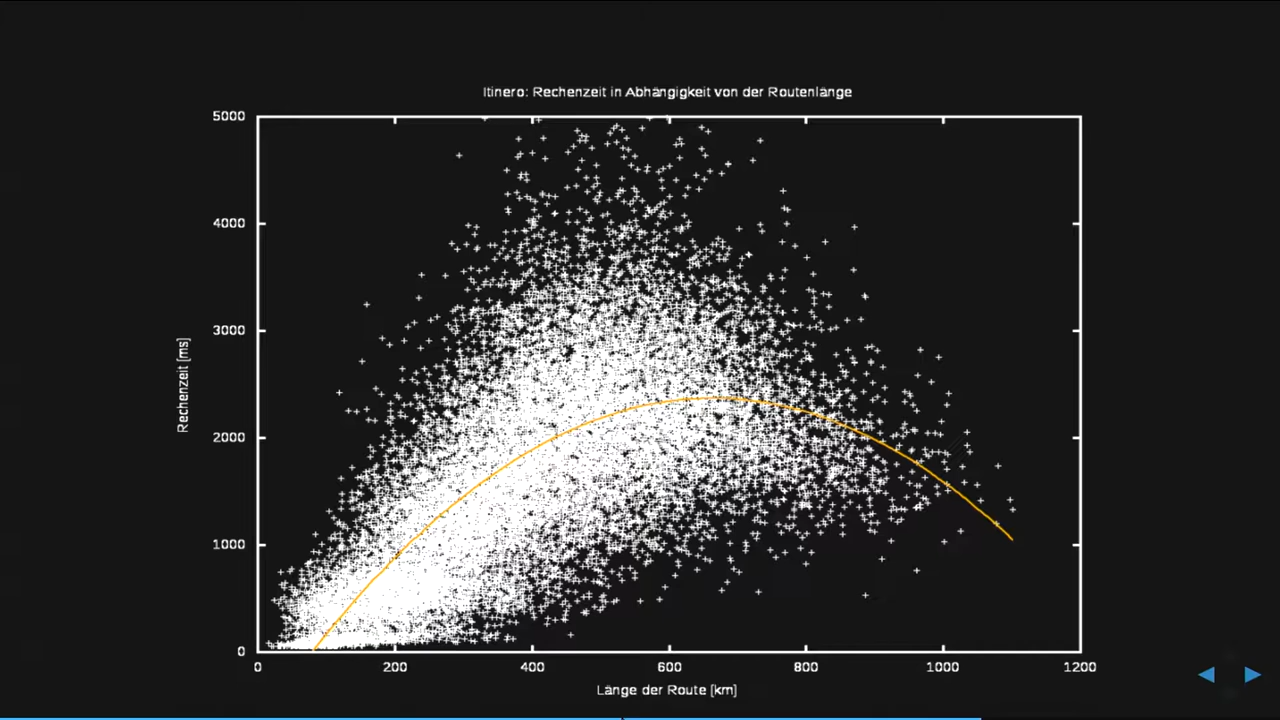 Itinero: Rechenzeit in Abhängigkeit von der Routenlänge
5000
4000
3000
2000
1000
0
Rechenzeit [ms]
0 200 400 600 800 1000 1200
Länge der Route [km]